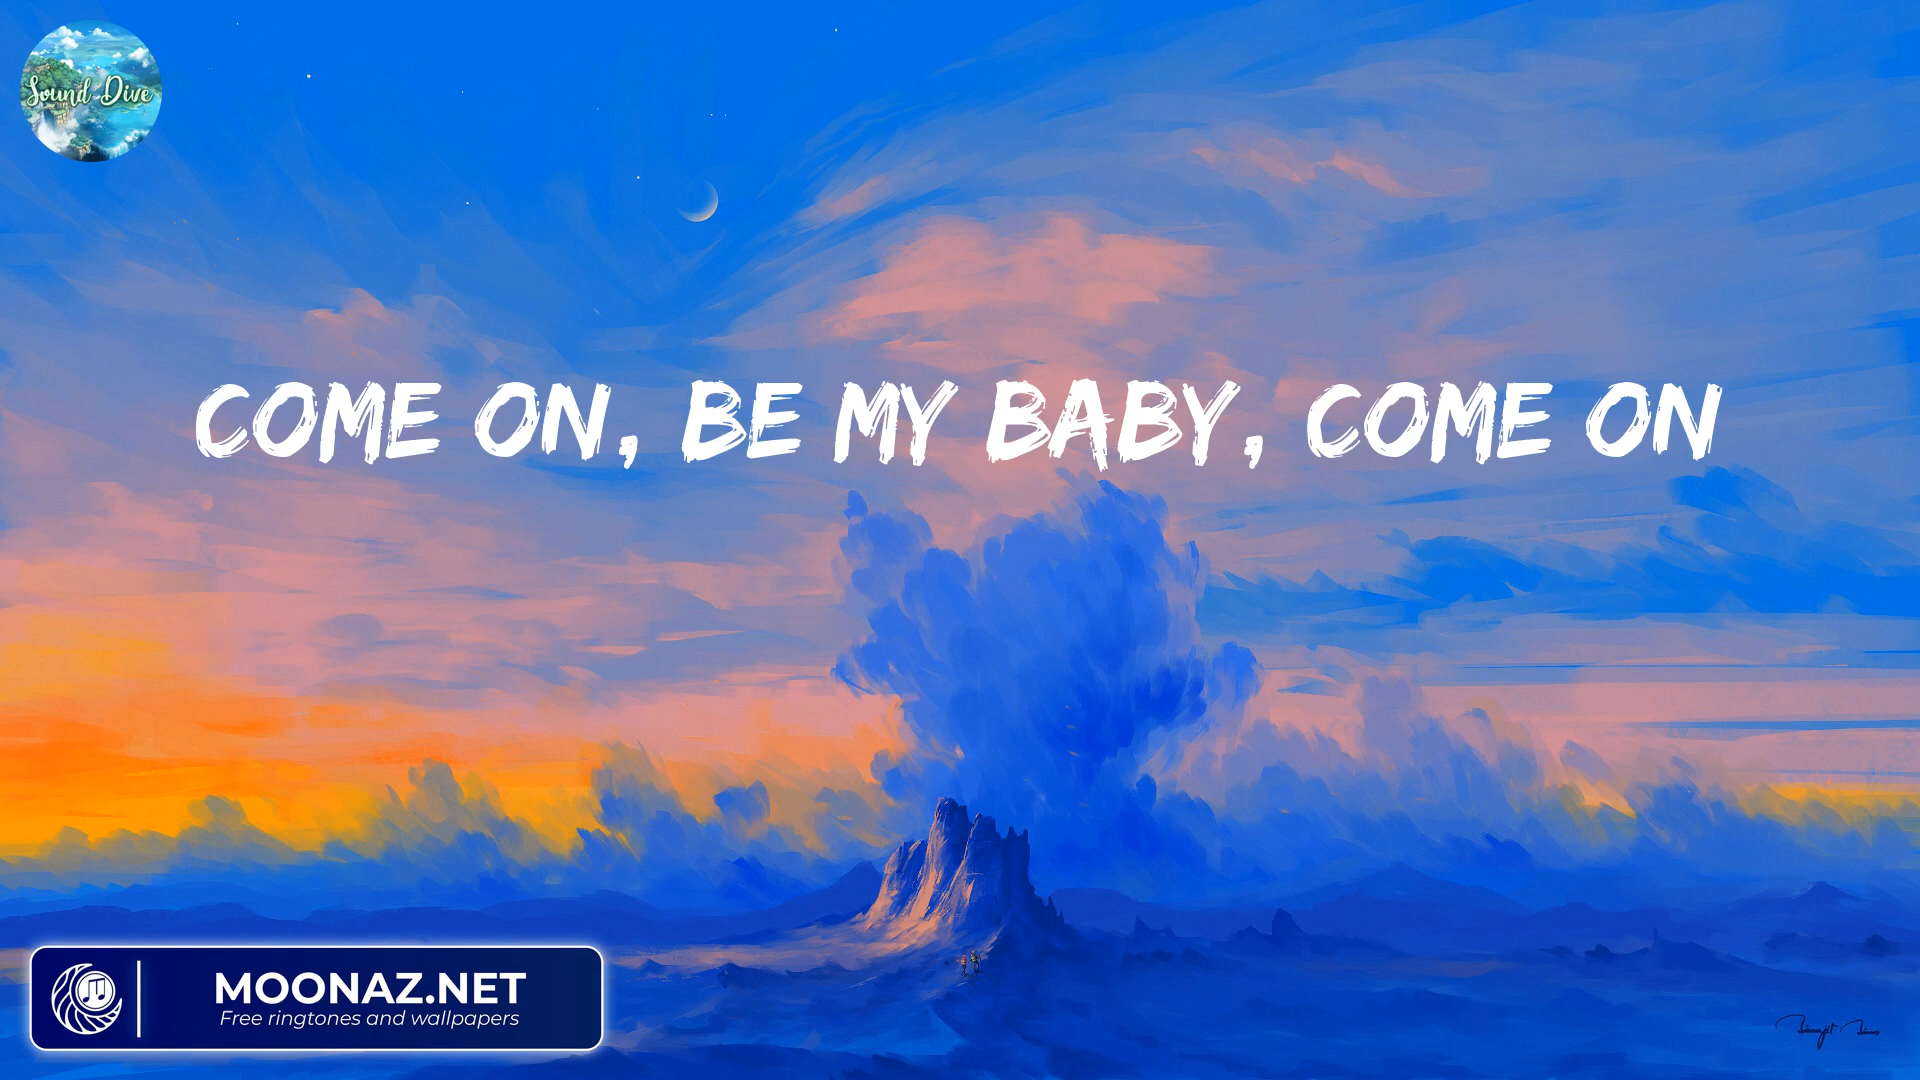 Sound Dive
COME ON, BE MY BABY, COME ON
MOONAZ.NET
Free ringtones and wallpapers